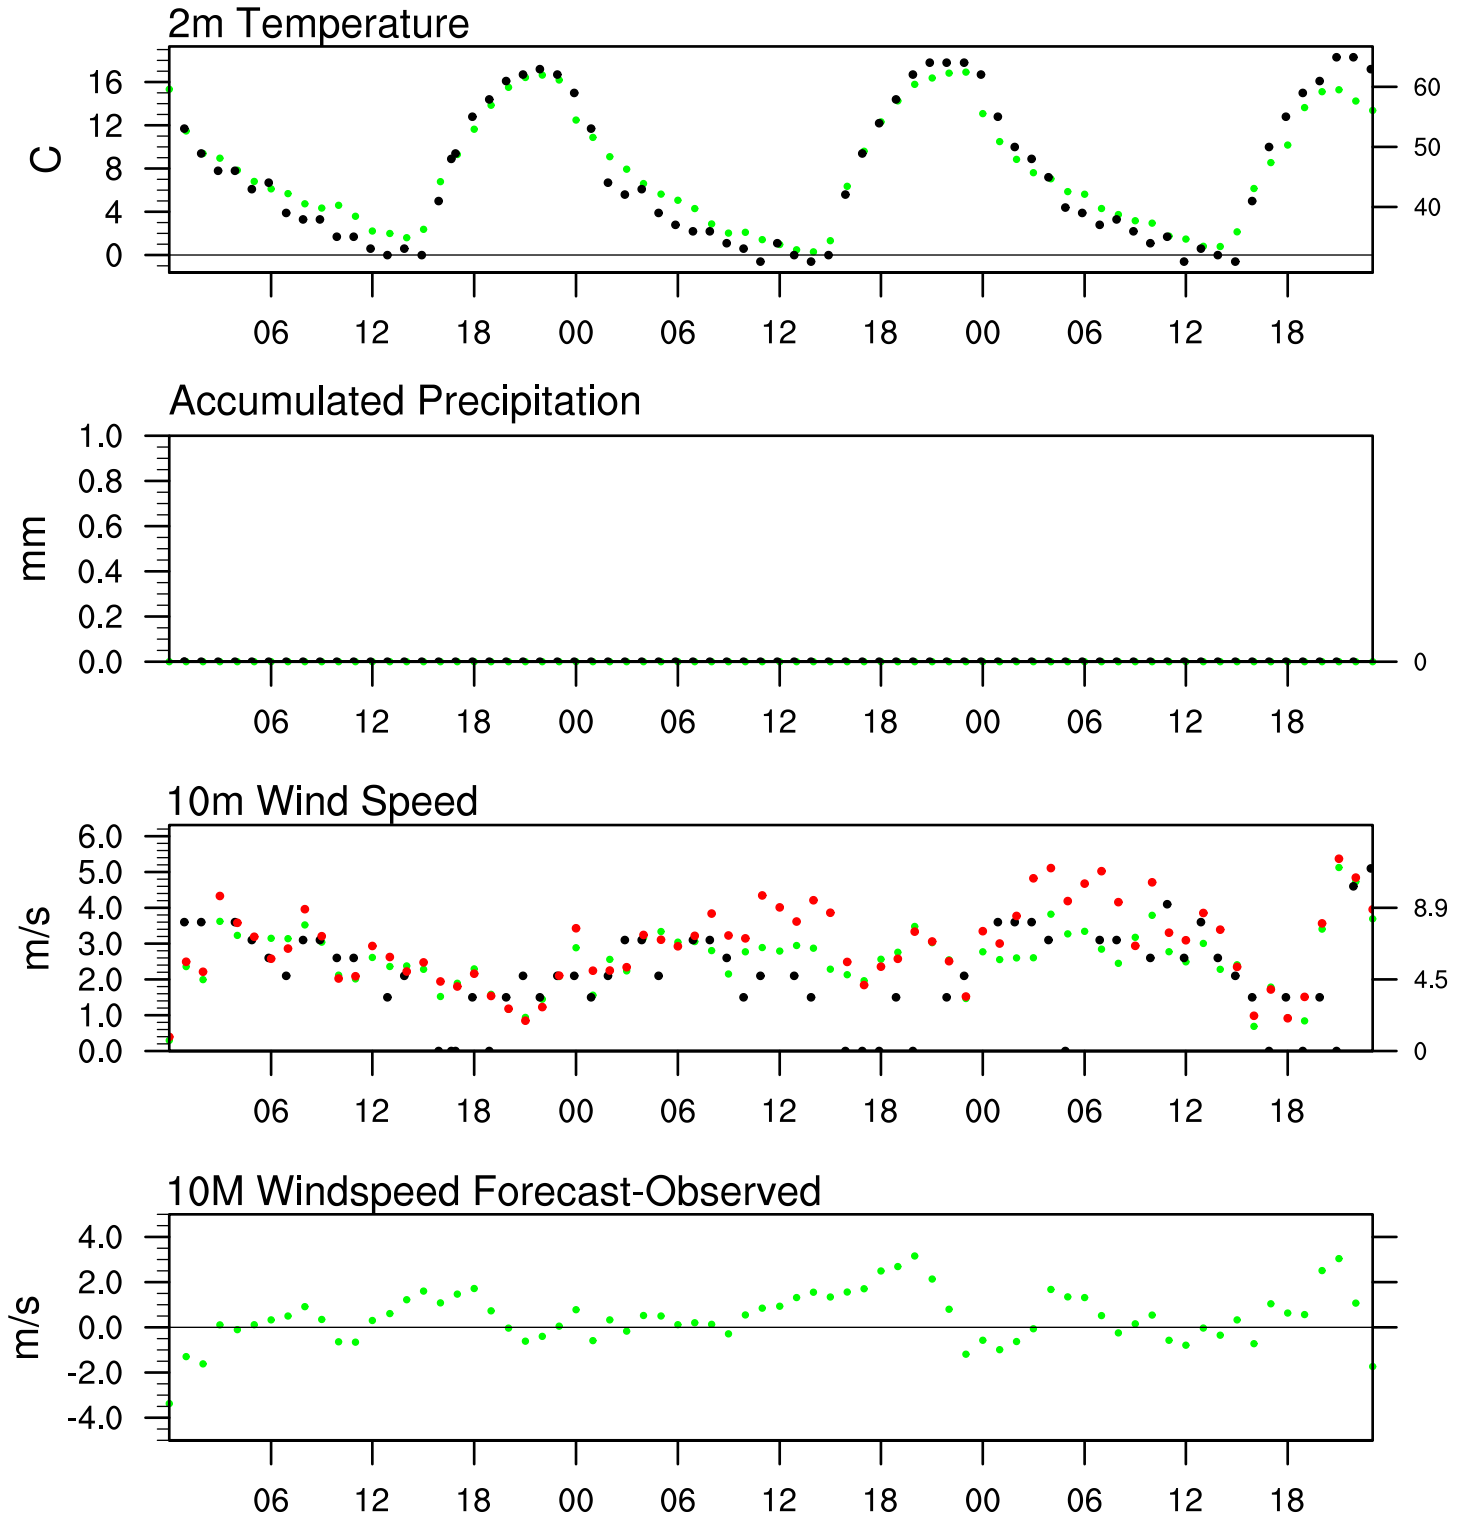 2m Temperature
16
12
8
4
0
C
60
50
40
06 12 18 00 06 12 18 00 06 12 18
Accumulated Precipitation
1.0
0.8
0.6
0.4
0.2
0.0
mm
0
06 12 18 00 06 12 18 00 06 12 18
10m Wind Speed
6.0
5.0
4.0
3.0
2.0
1.0
0.0
m/s
8.9
4.5
0
06 12 18 00 06 12 18 00 06 12 18
10M Windspeed Forecast-Observed
4.0
2.0
0.0
-2.0
-4.0
m/s
06 12 18 00 06 12 18 00 06 12 18